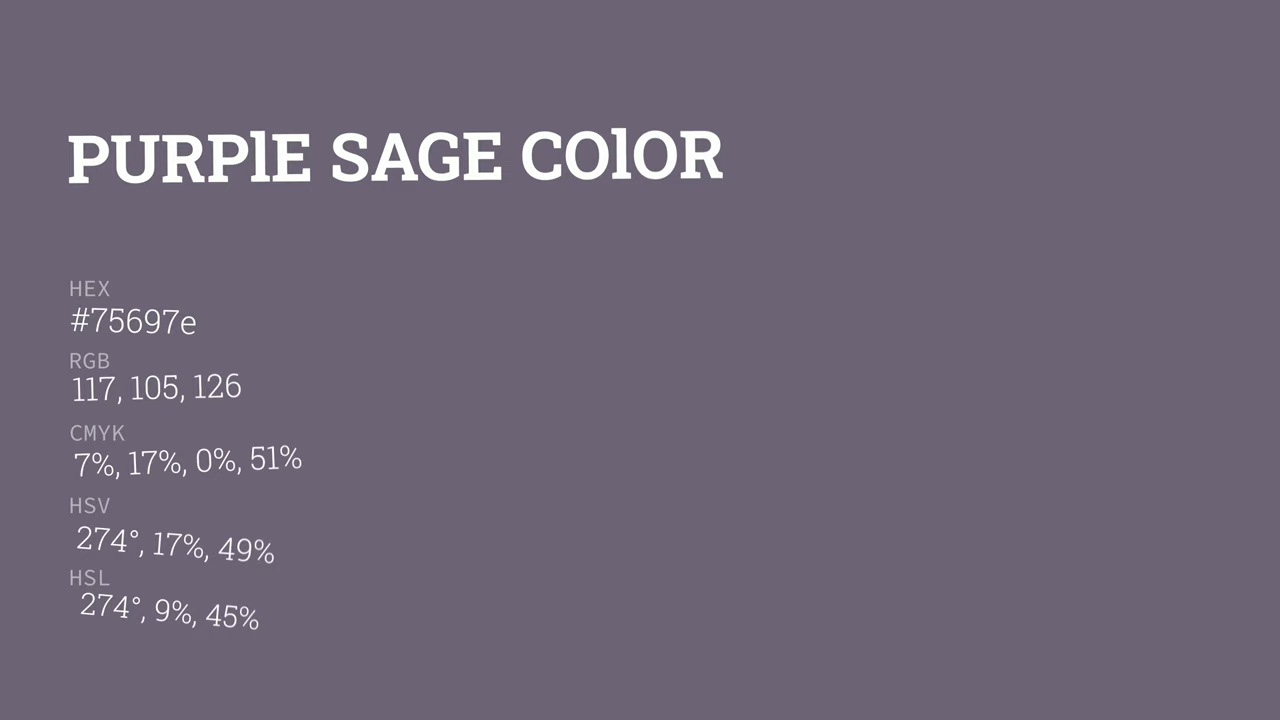 PURPlE SAGE COlOR
HEX
#75697e
RGB
117, 105, 126
CMYK
7%, 17%, 0%, 51%
HSV
274°, 17%, 49%
HSL
274°, 9%, 45%